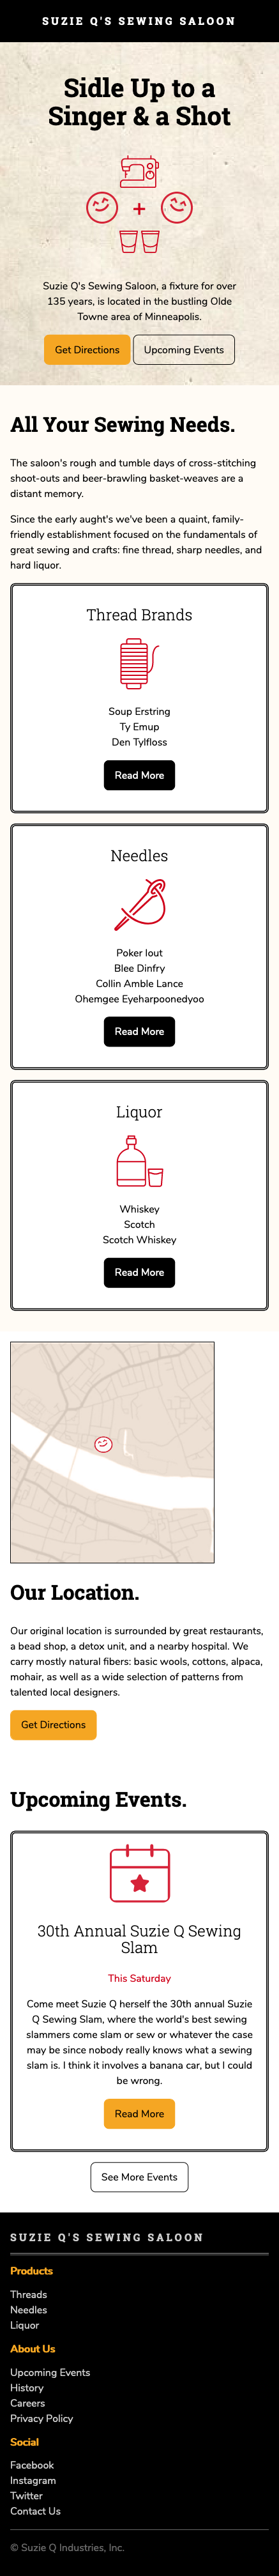 SUZIE Q'S SEWING SALOON
Sidle Up to a
Singer & a Shot
Suzie Q's Sewing Saloon, a fixture for over
135 years, is located in the bustling Olde
Towne area of Minneapolis.
Get Directions
Upcoming Events
All Your Sewing Needs.
The saloon's rough and tumble days of cross-stitching
shoot-outs and beer-brawling basket-weaves are a
distant memory.
Since the early aught's we've been a quaint, family-
friendly establishment focused on the fundamentals of
great sewing and crafts: fine thread, sharp needles, and
hard liquor.
Thread Brands
Soup Erstring
Ty Emup
Den Tylfloss
Read More
Needles
Poker Iout
Blee Dinfry
Collin Amble Lance
Ohemgee Eyeharpoonedyoo
Read More
Liquor
Whiskey
Scotch
Scotch Whiskey
Read More
Our Location.
Our original location is surrounded by great restaurants,
a bead shop, a detox unit, and a nearby hospital. We
carry mostly natural fibers: basic wools, cottons, alpaca,
mohair, as well as a wide selection of patterns from
talented local designers.
Get Directions
Upcoming Events.
30th Annual Suzie Q Sewing
Slam
This Saturday
Come meet Suzie Q herself the 30th annual Suzie
Q Sewing Slam, where the world's best sewing
slammers come slam or sew or whatever the case
may be since nobody really knows what a sewing
slam is. I think it involves a banana car, but I could
be wrong.
Read More
See More Events
SUZIE Q'S SEWING SALOON
Products
Threads
Needles
Liquor
About Us
Upcoming Events
History
Careers
Privacy Policy
Social
Facebook
Instagram
Twitter
Contact Us
© Suzie Q Industries, Inc.